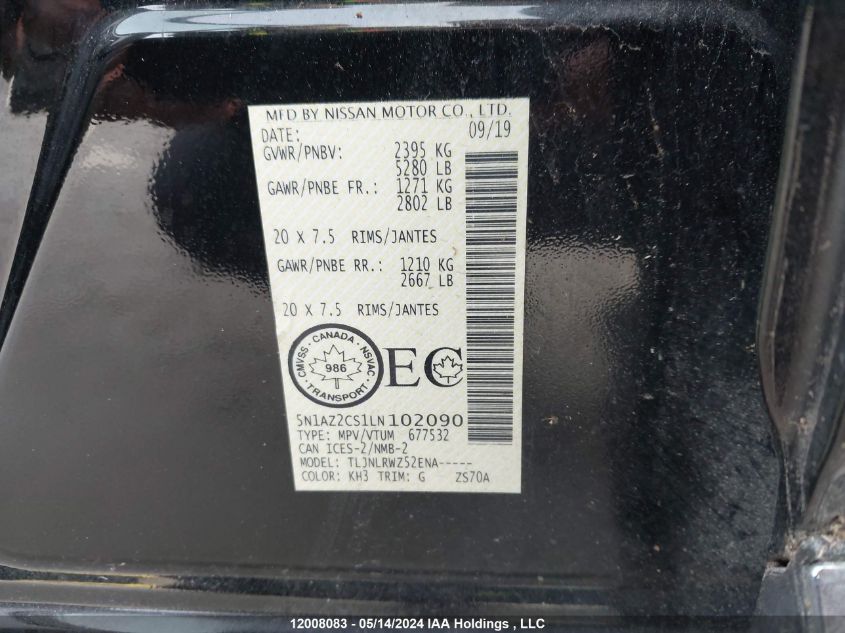 MFD BY NISSAN MOTOR CO., LTD.
DATE: 09/19
GVWR/PNBV: 2395 KG
5280 LB
GAWR/PNBE FR.: 1271 KG
2802 LB
20 X 7.5 RIMS/JANTES
GAWR/PNBE RR.: 1210 KG
2667 LB
20 X 7.5 RIMS/JANTES
CMVSS · CANADA · NSVAC
986
TRANSPORT
EC
5N1AZ2CS1LN102090
TYPE: MPV/VTUM 677532
CAN ICES-2/NMB-2
MODEL: TLJNLRWZ52ENA-----
COLOR: KH3 TRIM: G ZS70A
12008083 - 05/14/2024 IAA Holdings , LLC